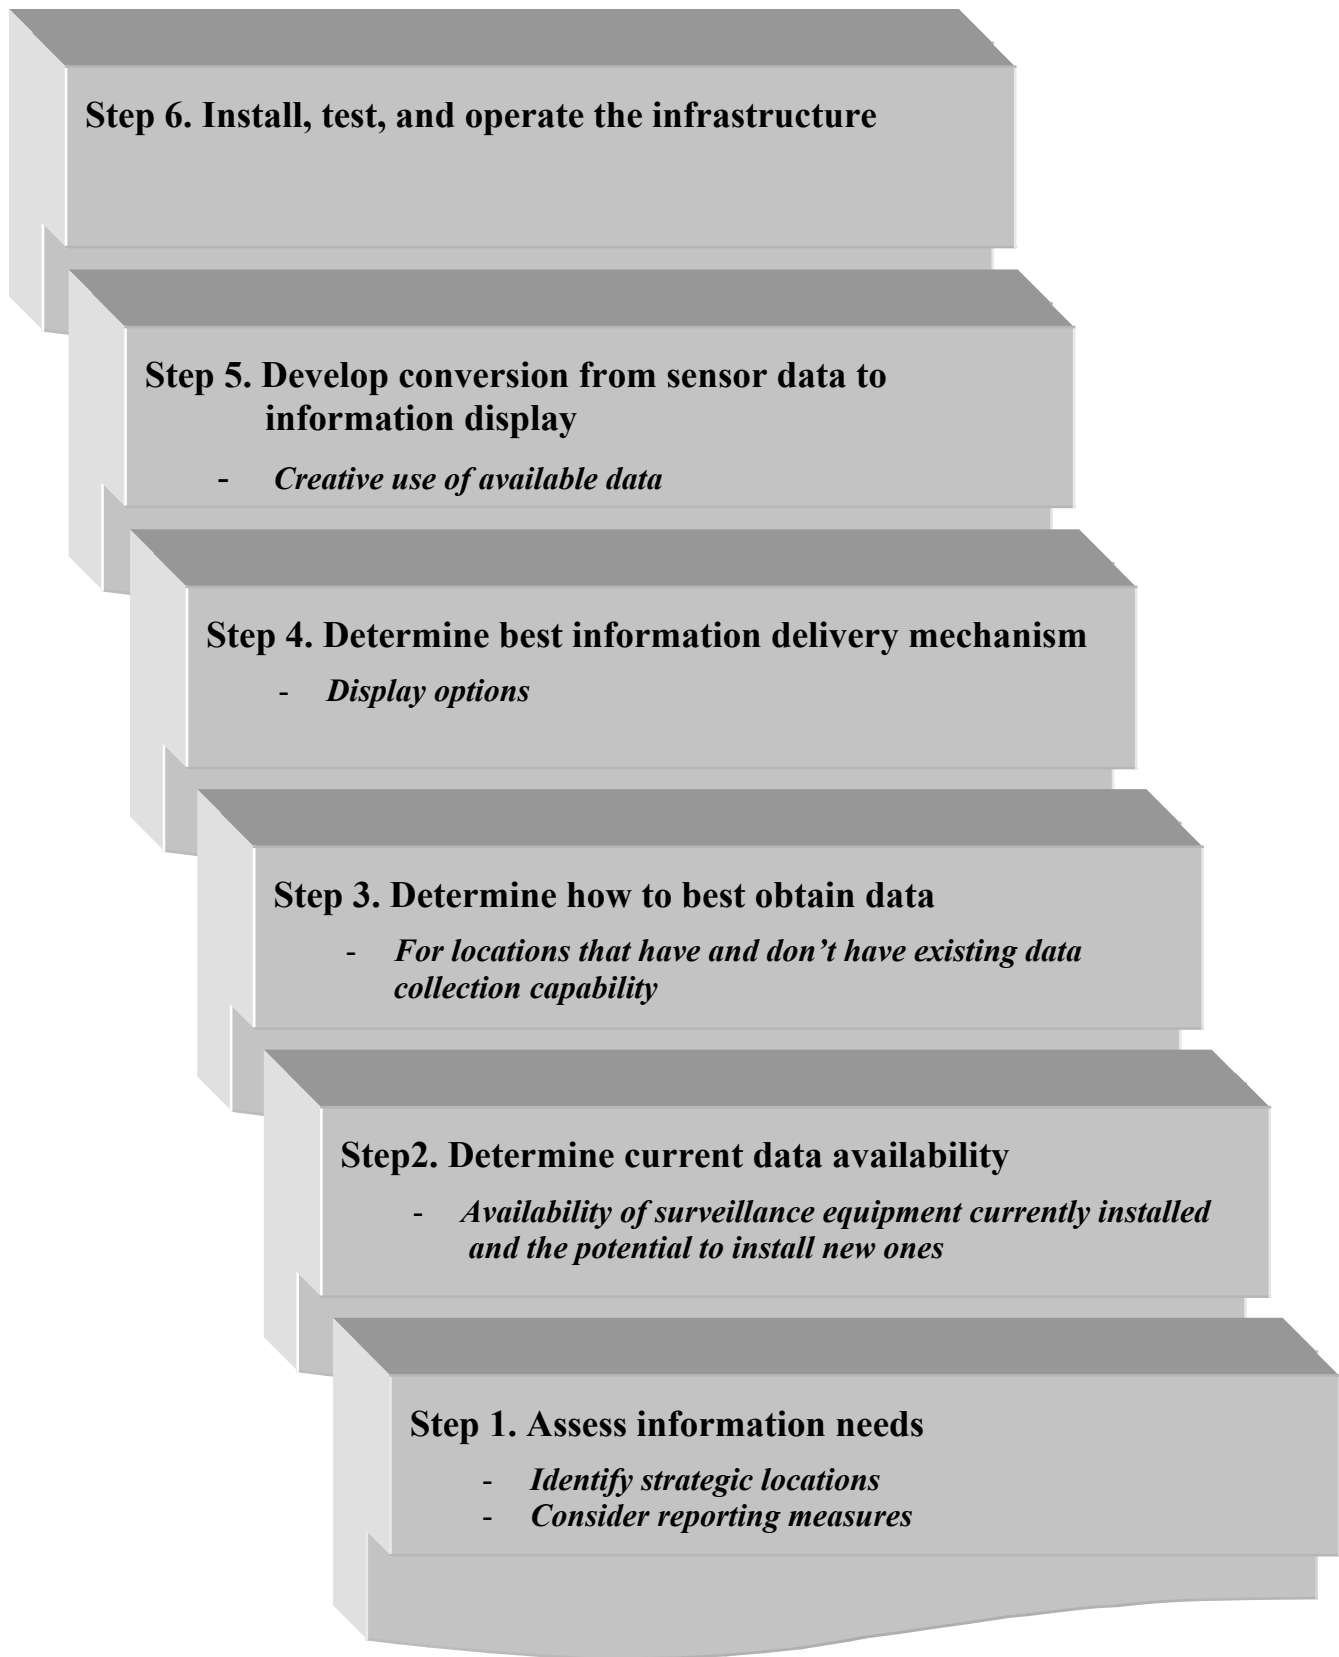 Step 6. Install, test, and operate the infrastructure
Step 5. Develop conversion from sensor data to
information display
- Creative use of available data
Step 4. Determine best information delivery mechanism
- Display options
Step 3. Determine how to best obtain data
- For locations that have and don’t have existing data
collection capability
Step2. Determine current data availability
- Availability of surveillance equipment currently installed
and the potential to install new ones
Step 1. Assess information needs
- Identify strategic locations
- Consider reporting measures